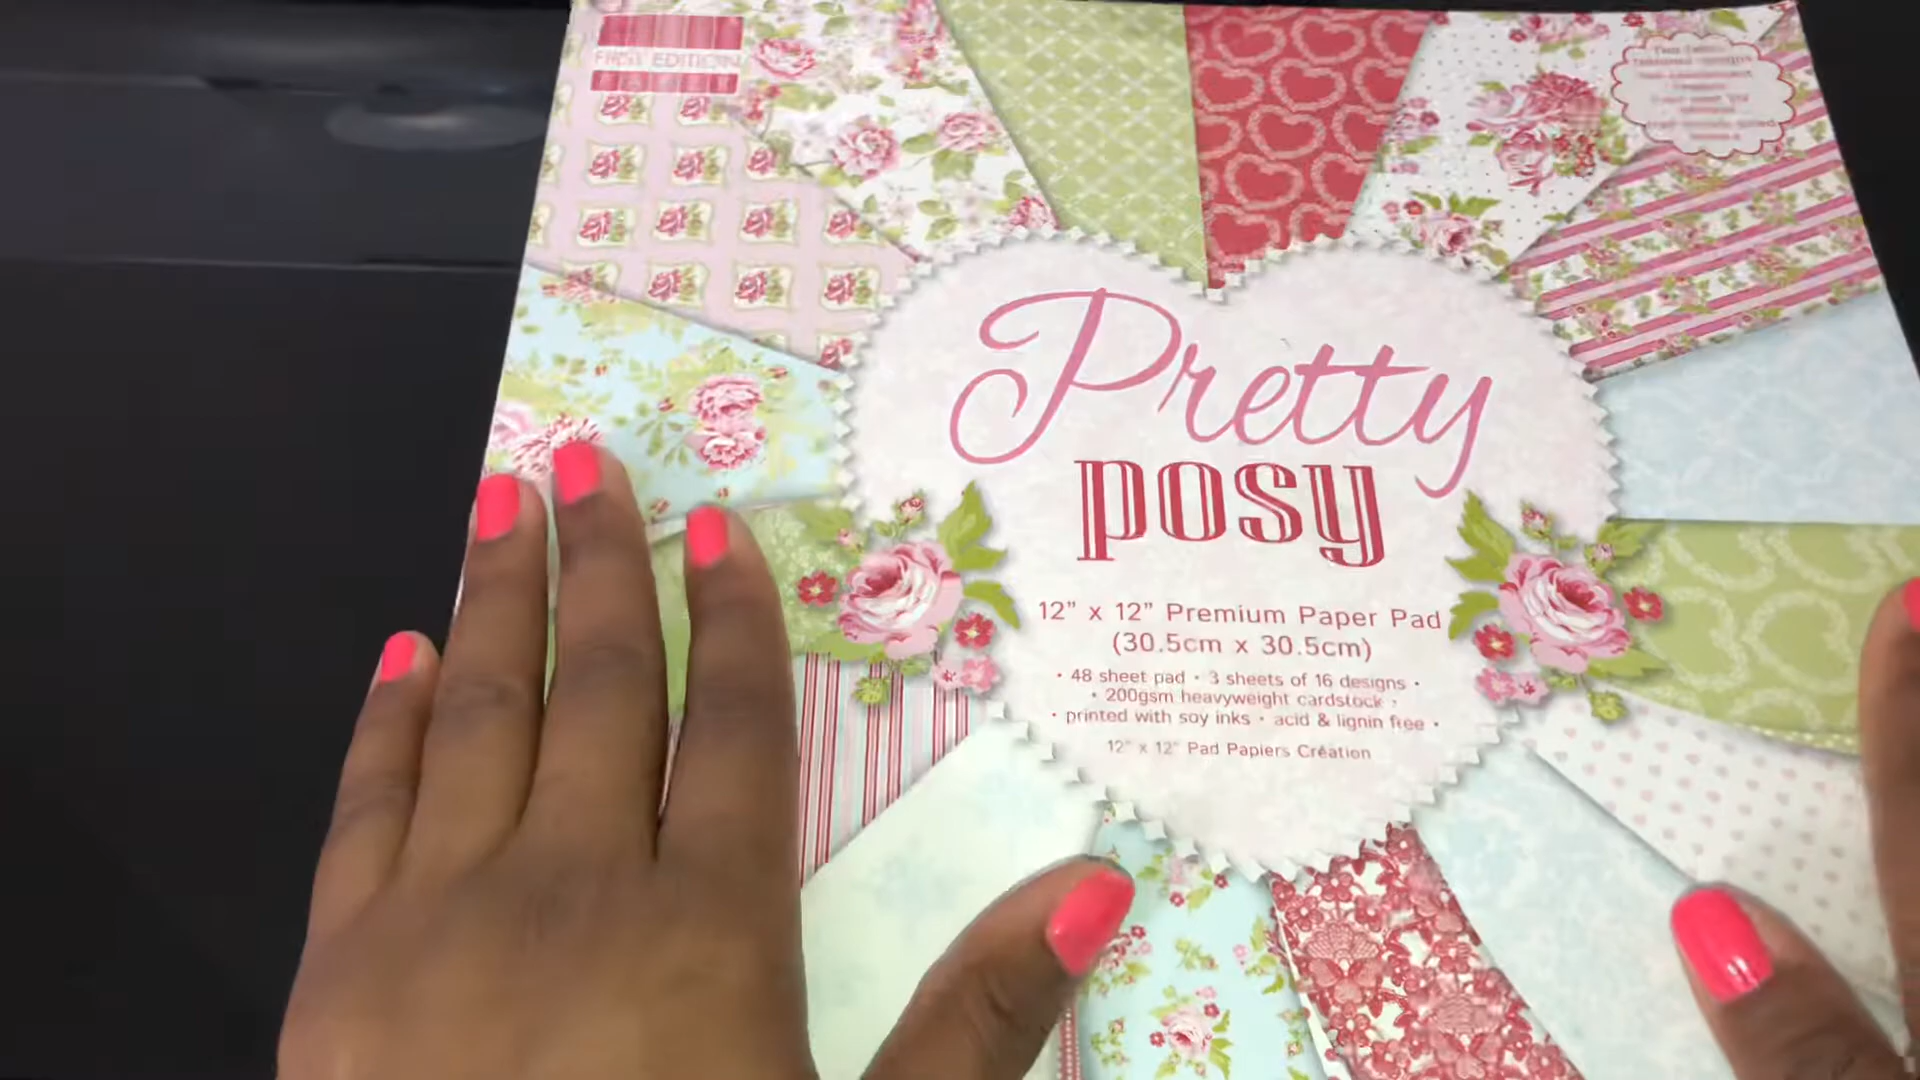 FIRST EDITION
Pretty
posy
12” x 12” Premium Paper Pad
(30.5cm x 30.5cm)
• 48 sheet pad • 3 sheets of 16 designs •
• 200gsm heavyweight cardstock •
• printed with soy inks • acid & lignin free •
12” x 12” Pad Papiers Création